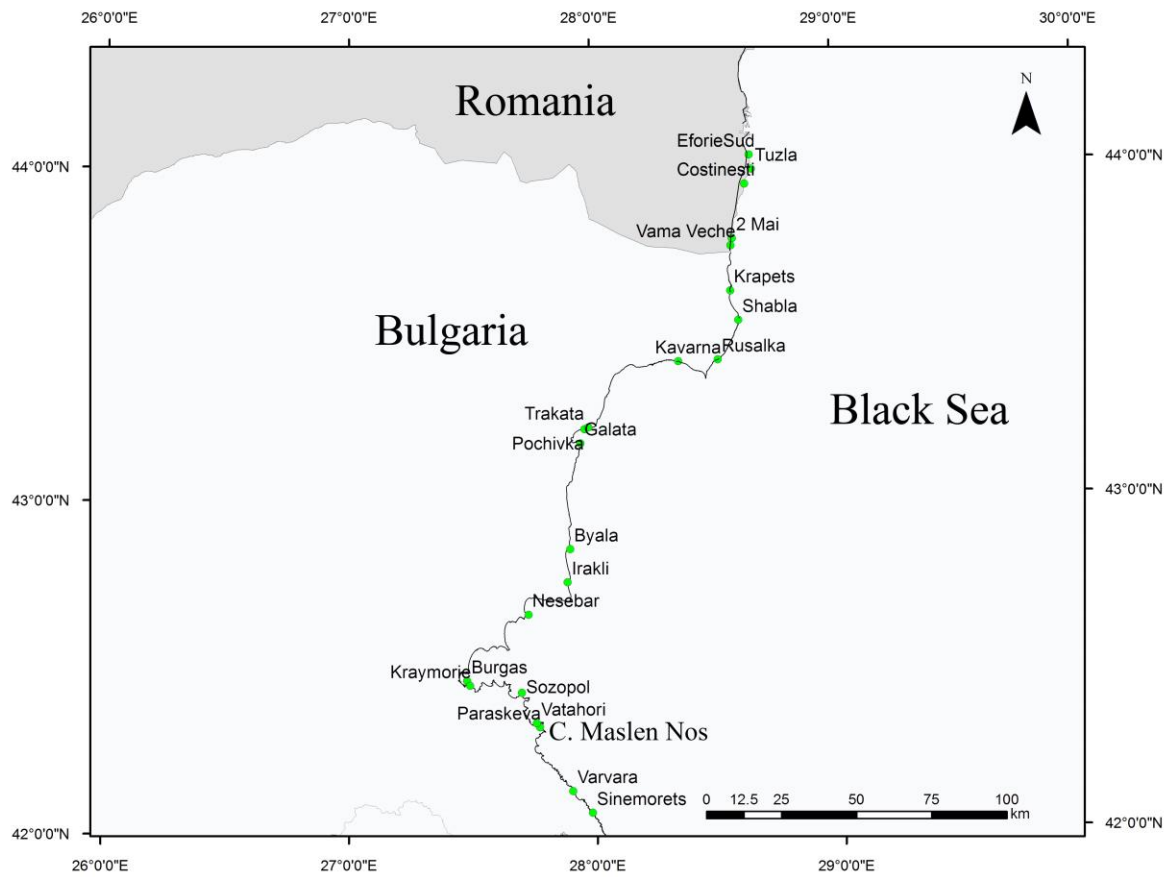 26°0'0"E 27°0'0"E 28°0'0"E 29°0'0"E 30°0'0"E
N
Romania
EforieSud
Tuzla
44°0'0"N 44°0'0"N
Costinesti
2 Mai
Vama Veche
Krapets
Shabla
Bulgaria
Kavarna Rusalka
Black Sea
Trakata
Galata
Pochivka
43°0'0"N 43°0'0"N
Byala
Irakli
Nesebar
Burgas
Kraymorie
Sozopol
Paraskeva Vatahori
C. Maslen Nos
Varvara
Sinemorets
0 12.5 25 50 75 100
km
42°0'0"N 42°0'0"N
26°0'0"E 27°0'0"E 28°0'0"E 29°0'0"E